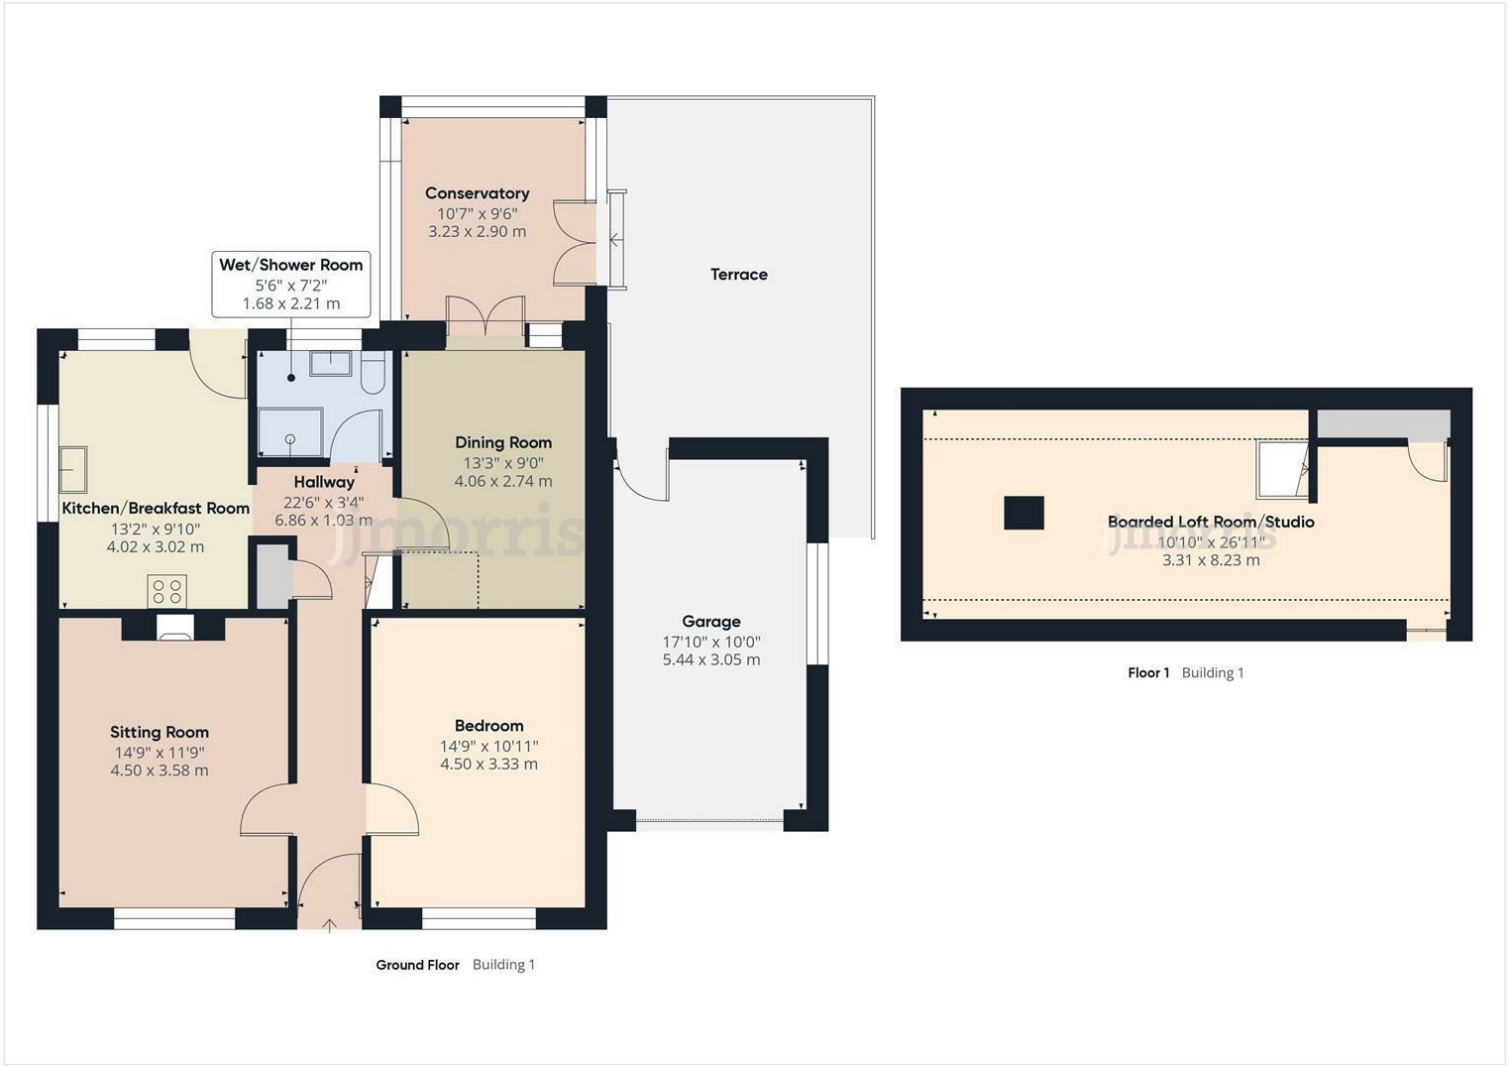 Conservatory
10'7" x 9'6"
3.23 x 2.90 m
Wet/Shower Room
5'6" x 7'2"
1.68 x 2.21 m
Terrace
Dining Room
13'3" x 9'0"
4.06 x 2.74 m
Hallway
22'6" x 3'4"
6.86 x 1.03 m
Kitchen/Breakfast Room
13'2" x 9'10"
4.02 x 3.02 m
jjmorris
Boarded Loft Room/Studio
10'10" x 26'11"
3.31 x 8.23 m
jjmorris
Garage
17'10" x 10'0"
5.44 x 3.05 m
Floor 1 Building 1
Sitting Room
14'9" x 11'9"
4.50 x 3.58 m
Bedroom
14'9" x 10'11"
4.50 x 3.33 m
Ground Floor Building 1